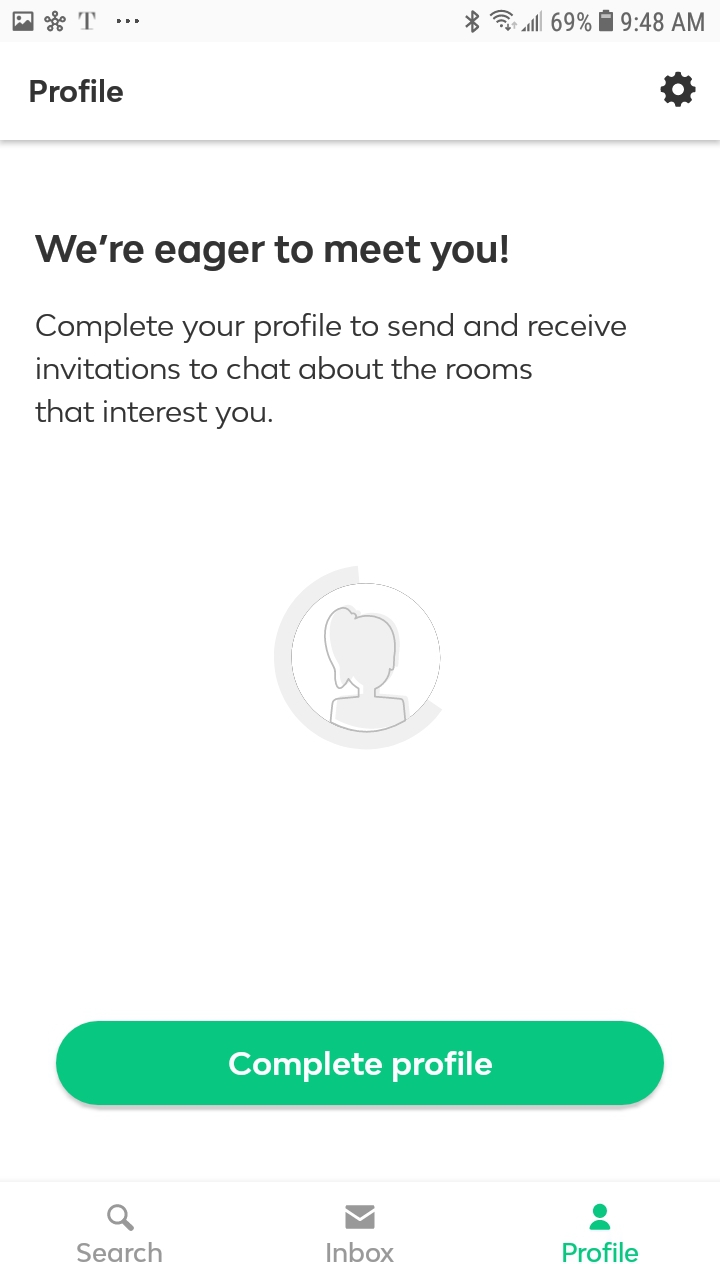 T 69% 9:48 AM
Profile
We're eager to meet you!
Complete your profile to send and receive
invitations to chat about the rooms
that interest you.
Complete profile
Search Inbox Profile